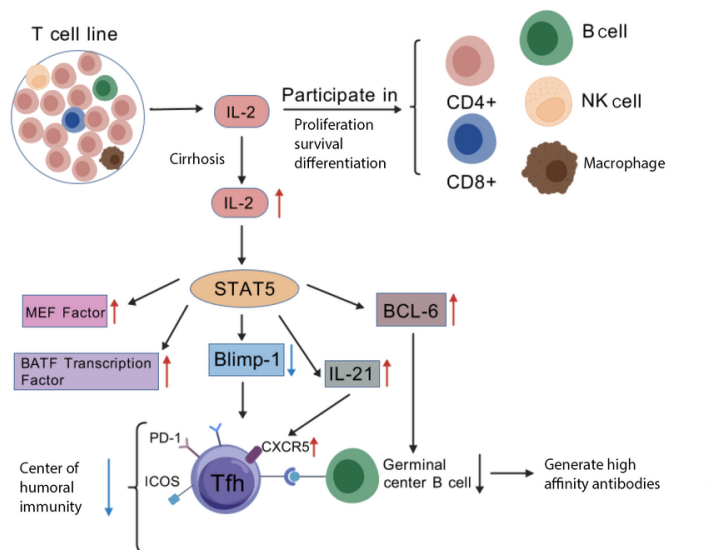 T cell line
IL-2
Participate in
Proliferation
survival
differentiation
CD4+
CD8+
B cell
NK cell
Macrophage
Cirrhosis
IL-2
STAT5
MEF Factor
BATF Transcription
Factor
Blimp-1
IL-21
BCL-6
PD-1
CXCR5
ICOS
Tfh
Center of
humoral
immunity
Germinal
center B cell
Generate high
affinity antibodies